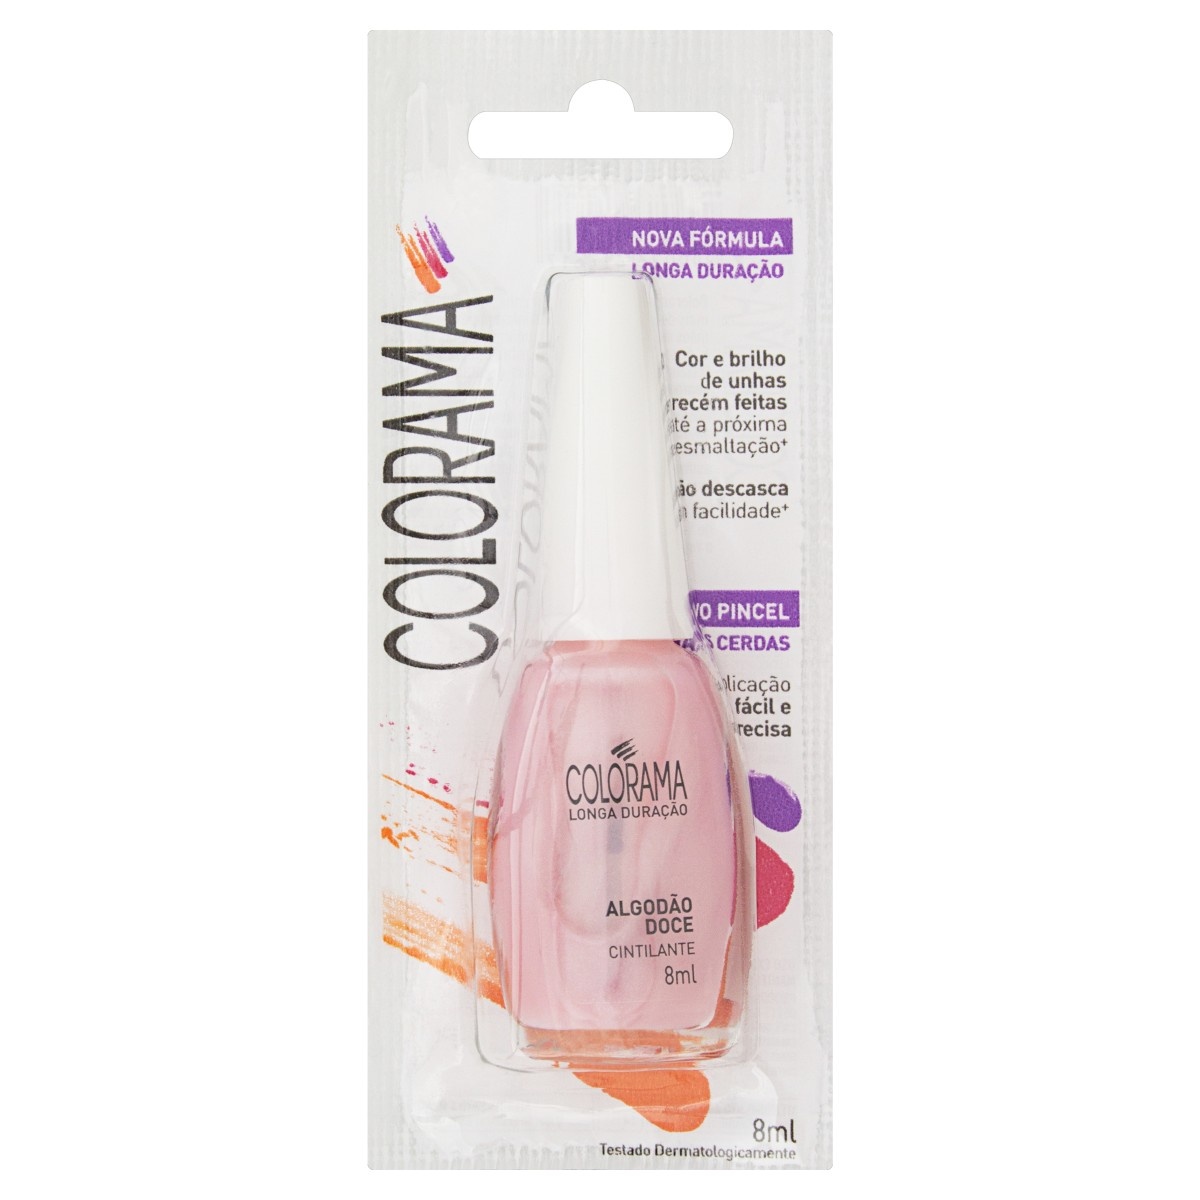 COLORAMA
NOVA FÓRMULA
LONGA DURAÇÃO
Cor e brilho
de unhas
recém feitas
até a próxima
esmaltação+
descasca
facilidade+
PINCEL
CERDAS
fácil e
COLORAMA
LONGA DURAÇÃO
ALGODÃO
DOCE
CINTILANTE
8ml
8ml
Testado Dermatologicamente